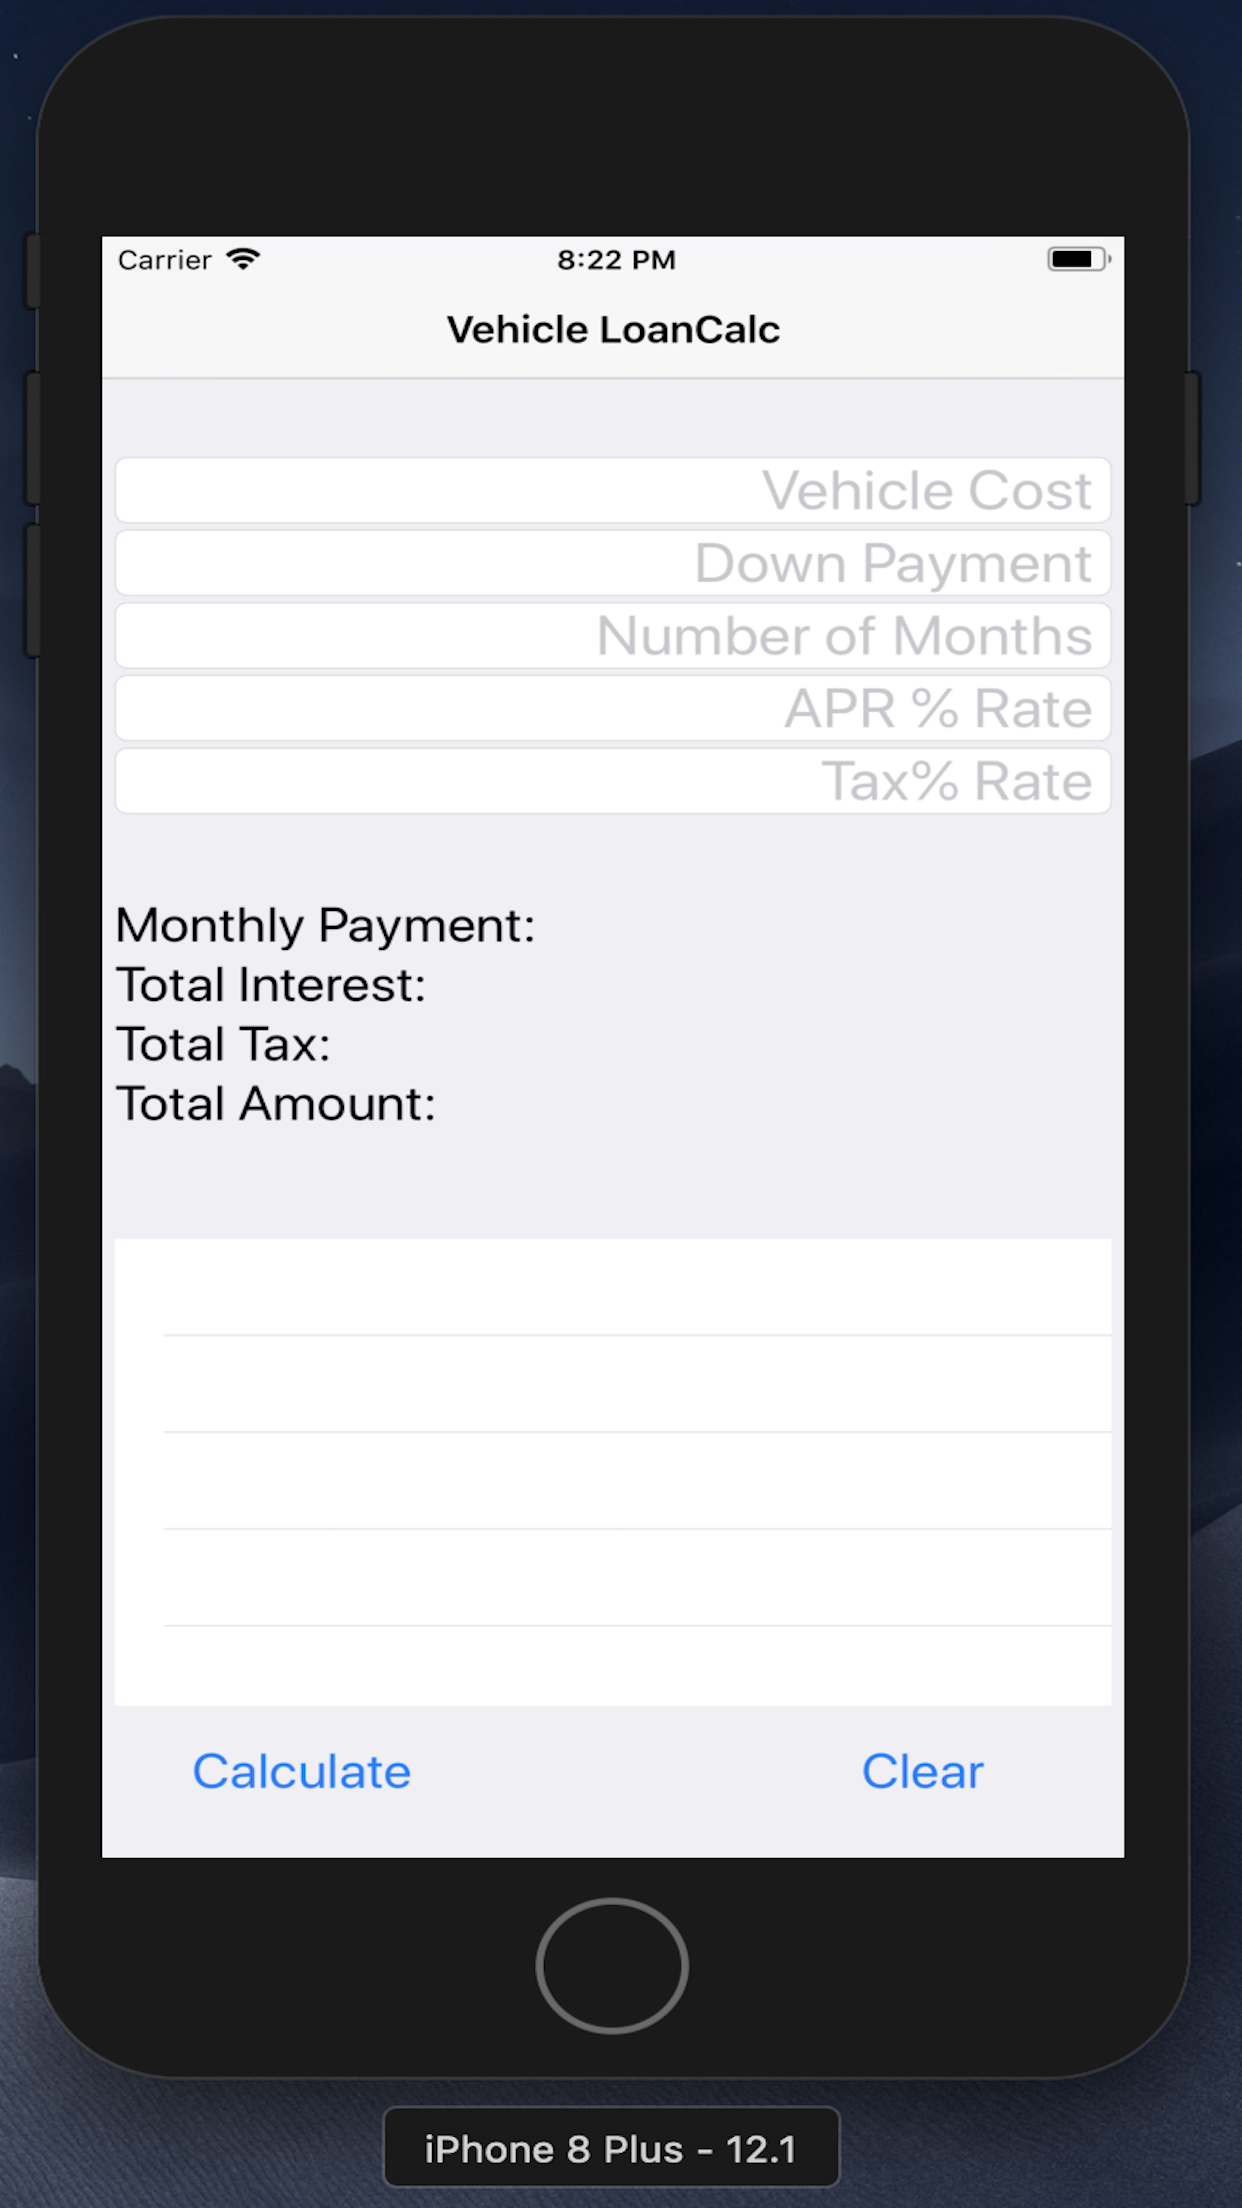 Carrier 8:22 PM
Vehicle LoanCalc
Vehicle Cost
Down Payment
Number of Months
APR % Rate
Tax% Rate
Monthly Payment:
Total Interest:
Total Tax:
Total Amount:
Calculate Clear
iPhone 8 Plus - 12.1